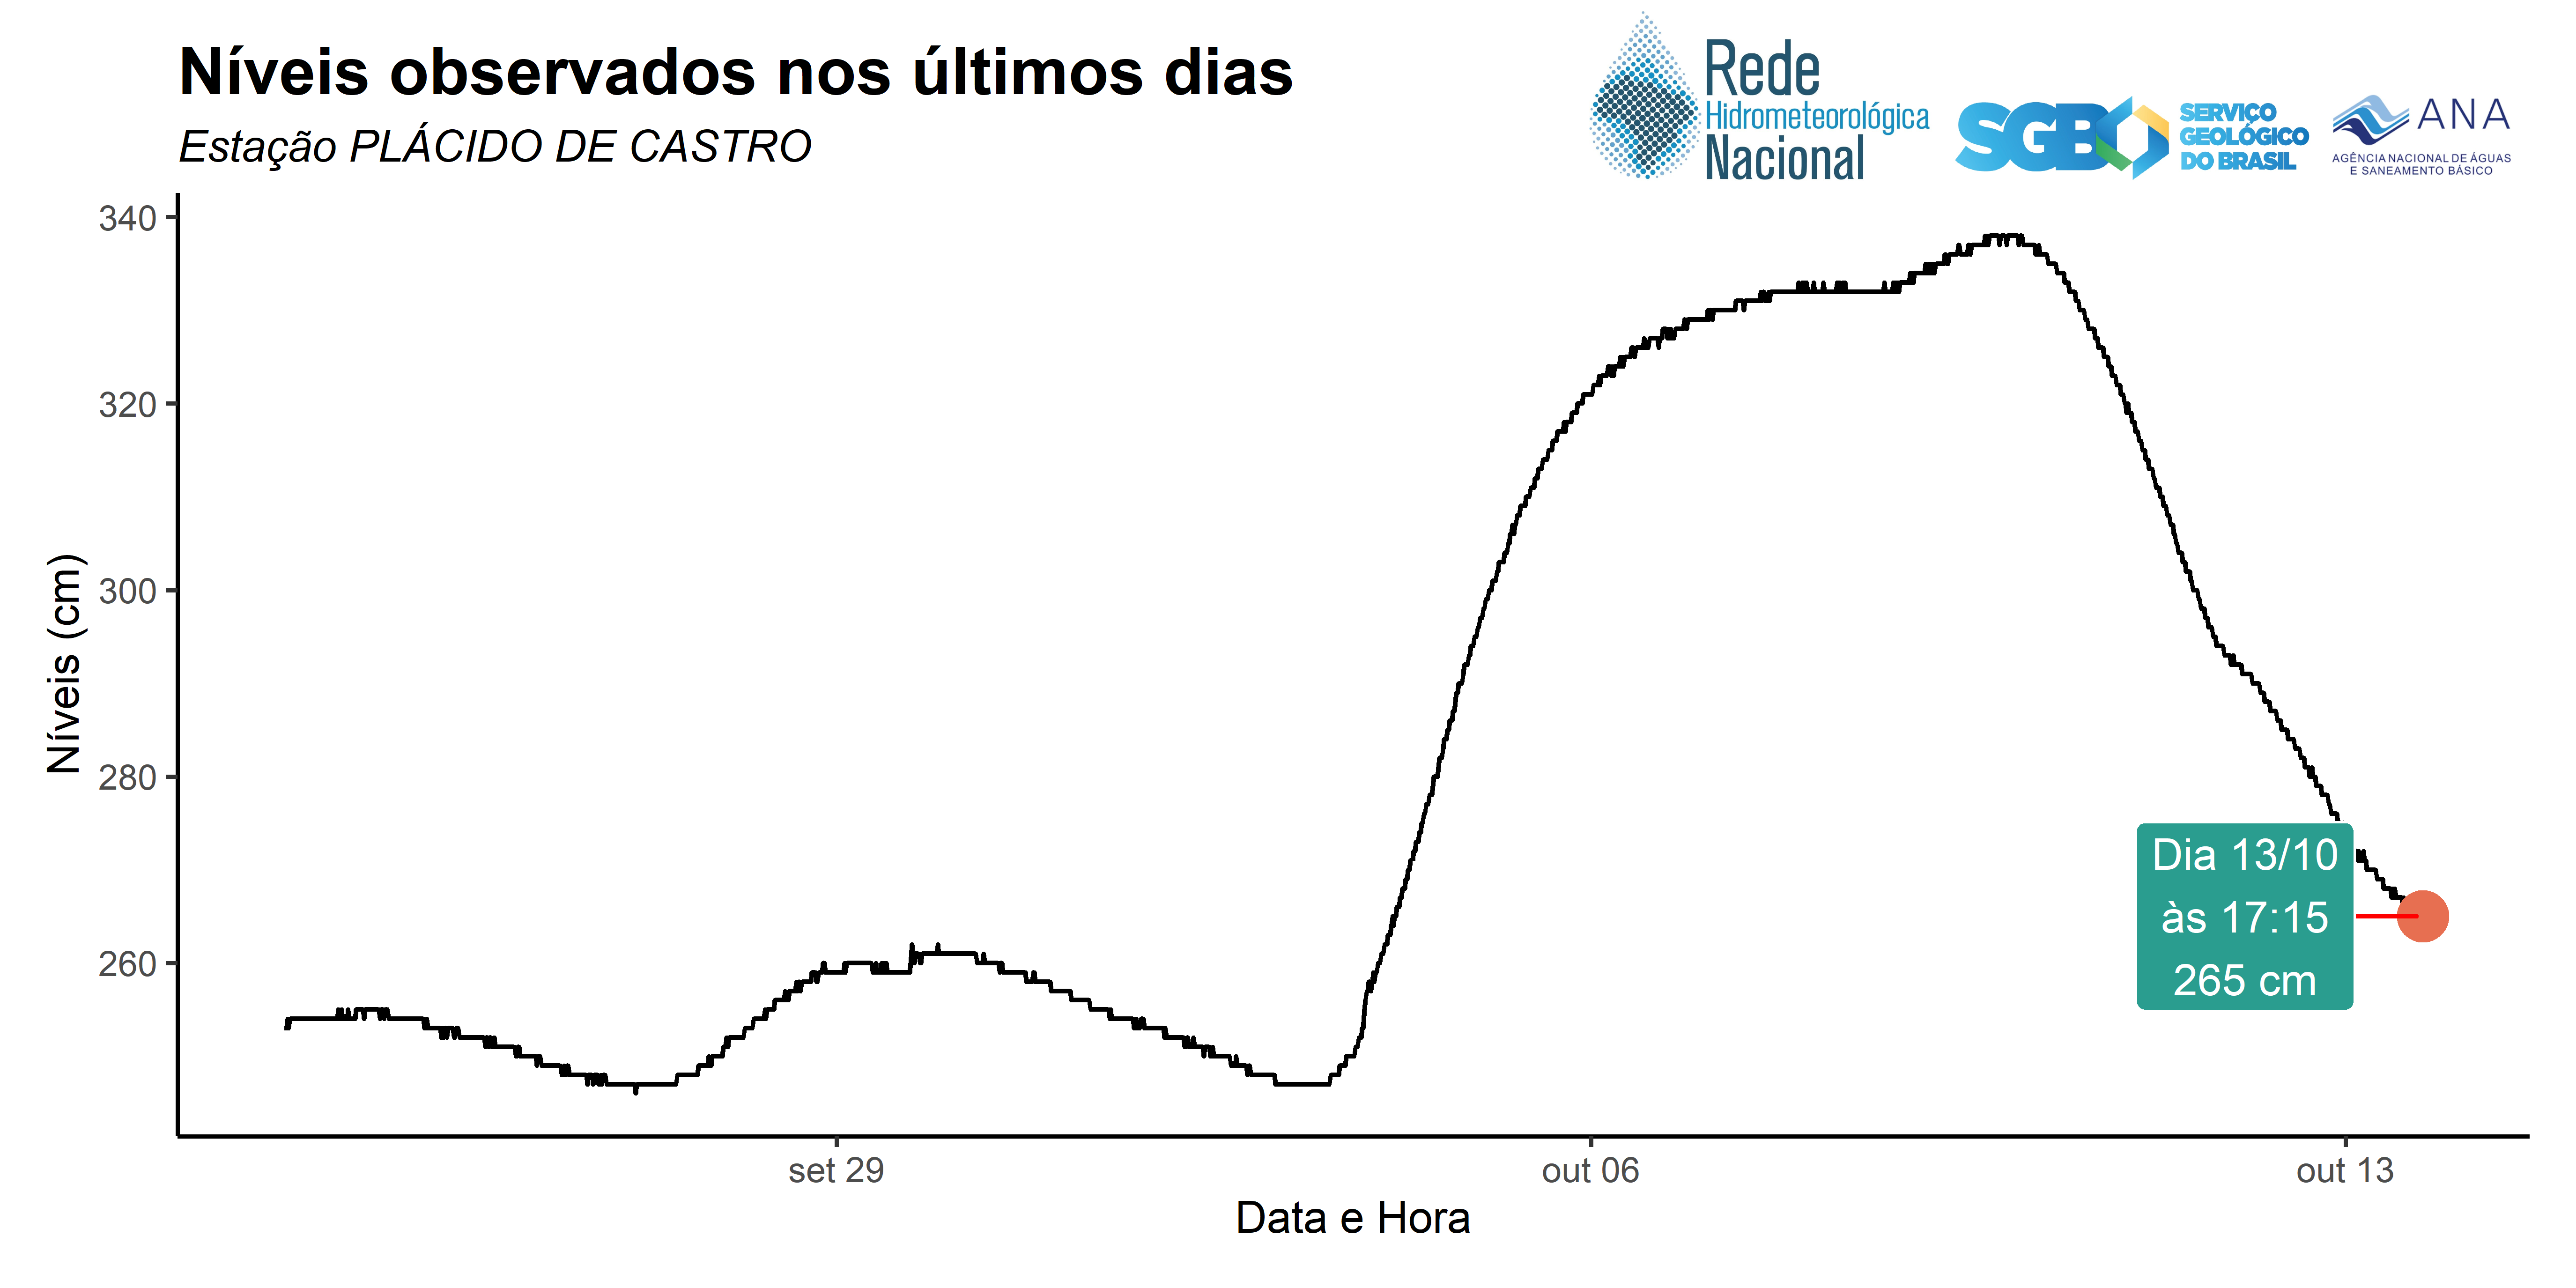 Níveis observados nos últimos dias
Estação PLÁCIDO DE CASTRO
Rede
Hidrometeorológica
Nacional
SGB
SERVIÇO
GEOLÓGICO
DO BRASIL
ANA
AGÊNCIA NACIONAL DE ÁGUAS
E SANEAMENTO BÁSICO
Níveis (cm)
340
320
300
280
260
Dia 13/10
às 17:15
265 cm
set 29
out 06
out 13
Data e Hora